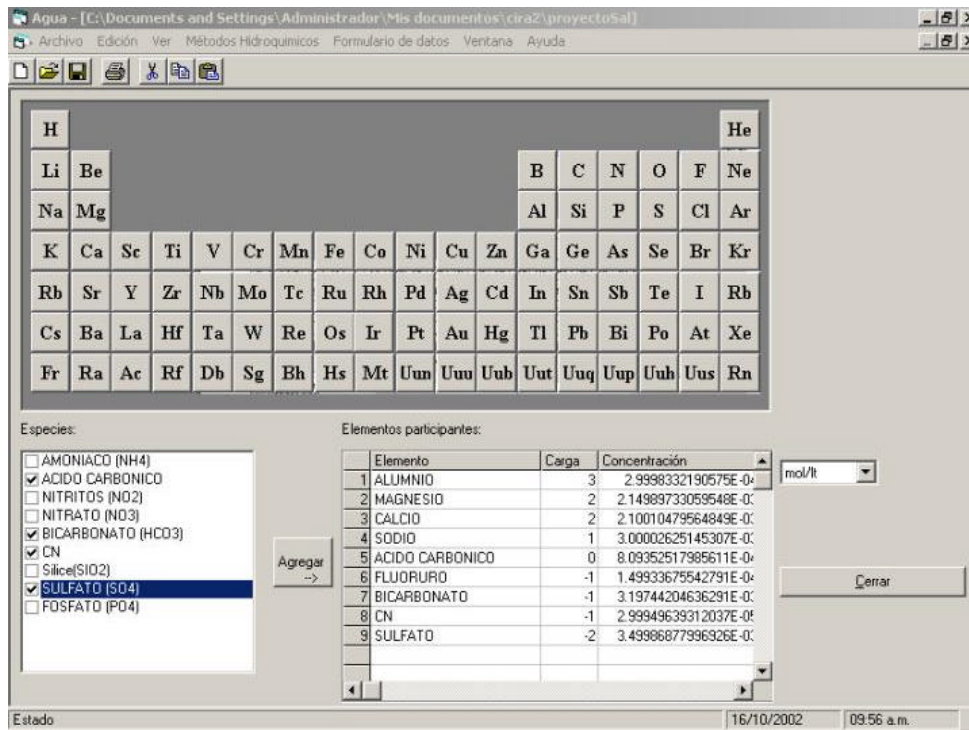 Agua - [C:\Documents and Settings\Administrador\Mis documentos\cira2\proyectoSal]
Archivo Edición Ver Métodos Hidroquimicos Formulario de datos Ventana Ayuda
H He
Li Be B C N O F Ne
Na Mg Al Si P S Cl Ar
K Ca Sc Ti V Cr Mn Fe Co Ni Cu Zn Ga Ge As Se Br Kr
Rb Sr Y Zr Nb Mo Tc Ru Rh Pd Ag Cd In Sn Sb Te I Rb
Cs Ba La Hf Ta W Re Os Ir Pt Au Hg Tl Pb Bi Po At Xe
Fr Ra Ac Rf Db Sg Bh Hs Mt Uun Uuu Uub Uut Uuq Uup Uuh Uus Rn
Especies:
AMONIACO (NH4)
ACIDO CARBONICO
NITRITOS (NO2)
NITRATO (NO3)
BICARBONATO (HCO3)
CN
Silice(SIO2)
SULFATO (SO4)
FOSFATO (PO4)
Agregar
-->
Elementos participantes:
Elemento Carga Concentración
1 ALUMNIO 3 2.9998332190575E-04
2 MAGNESIO 2 2.14989733059548E-03
3 CALCIO 2 2.10010479564849E-03
4 SODIO 1 3.00002625145307E-03
5 ACIDO CARBONICO 0 8.09352517985611E-04
6 FLUORURO -1 1.49933675542791E-04
7 BICARBONATO -1 3.19744204636291E-03
8 CN -1 2.99949639312037E-05
9 SULFATO -2 3.49986877996926E-03
mol/lt
Cerrar
Estado 16/10/2002 09:56 a.m.